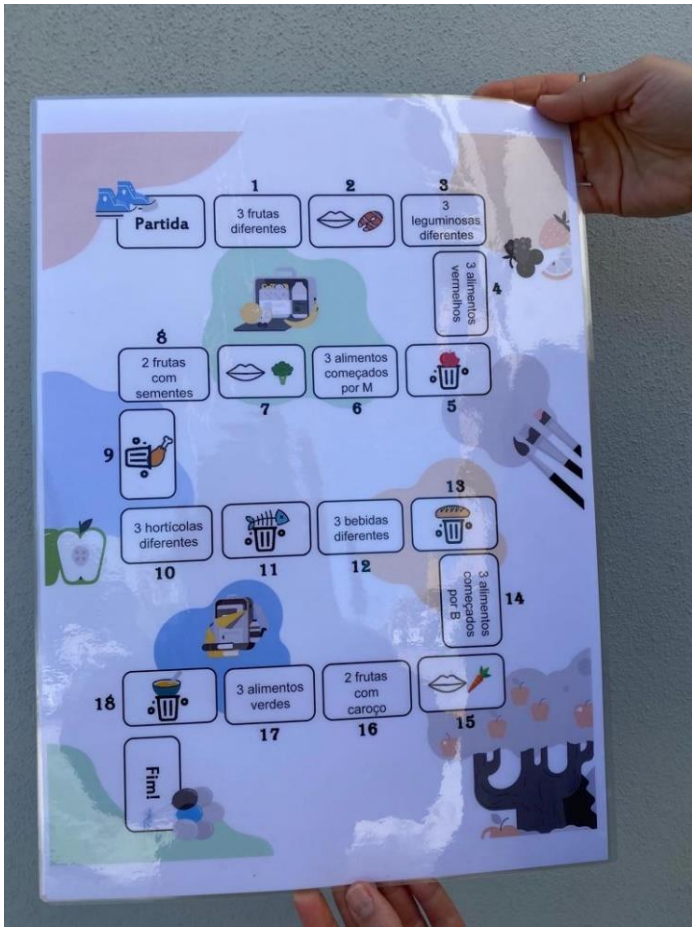 1
2
3
Partida
3 frutas
diferentes
3
leguminosas
diferentes
3 alimentos
vermelhos
4
8
2 frutas
com
sementes
3 alimentos
começados
por M
7
6
5
9
13
3 hortícolas
diferentes
3 bebidas
diferentes
10
11
12
3 alimentos
começados
por B
14
18
3 alimentos
verdes
2 frutas
com
caroço
17
16
15
Fim!